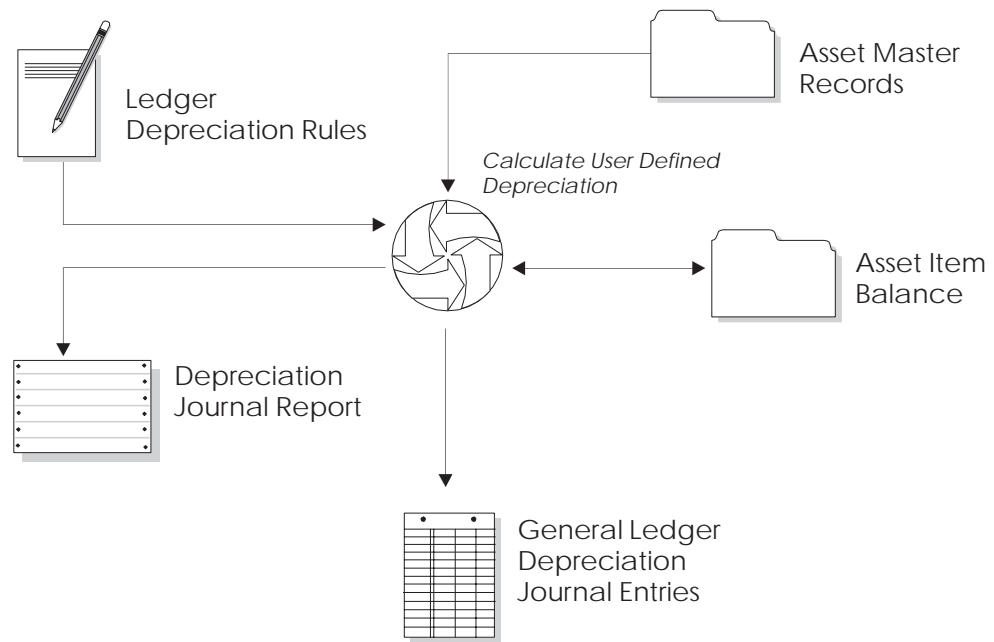 Ledger
Depreciation Rules
Asset Master
Records
Calculate User Defined
Depreciation
Asset Item
Balance
Depreciation
Journal Report
General Ledger
Depreciation
Journal Entries